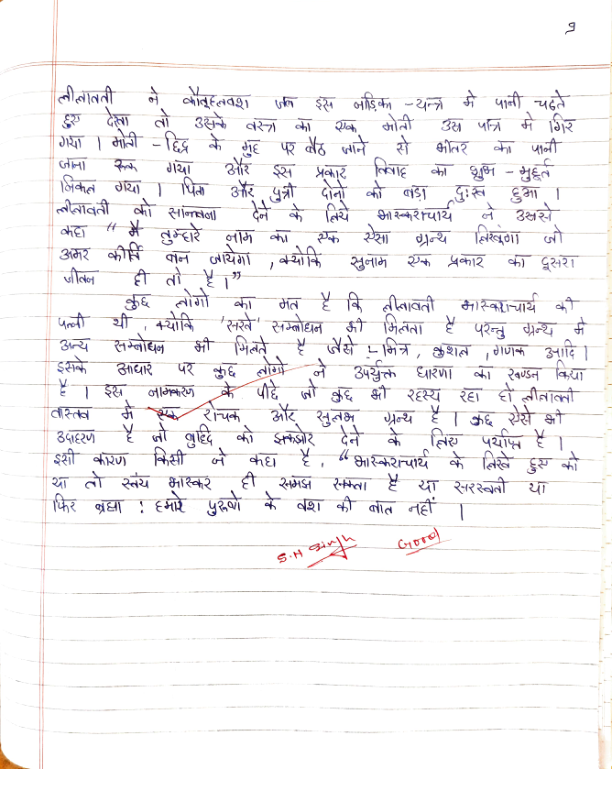 9
लीलावती ने कौतूहलवश जब इस नाड़िका - यन्त्र मे पानी चढ़ते
हुए देखा तो उसके वस्त्र का एक मोती उस पात्र मे गिर
गया । मोती - छिद्र के मुह पर बैठ जाने से भीतर का पानी
जाना रूक गया और इस प्रकार विवाह का शुभ - मुहूर्त
निकल गया । पिता और पुत्री दोनो को बडा दुःख हुआ ।
लीलावती को सान्त्वना देने के लिये भास्कराचार्य ने उससे
कहा " मैं तुम्हारे नाम का एक ऐसा ग्रन्थ लिखूंगा जो
अमर कीर्ति बन जायेगा , क्योकि सुनाम एक प्रकार का दूसरा
जीवन ही तो है ।"
कुछ लोगो का मत है कि लीलावती भास्कराचार्य की
पत्नी थी , क्योकि 'सखे' सम्बोधन भी मिलता है परन्तु ग्रन्थ मे
अन्य सम्बोधन भी मिलते है जैसे :- मित्र , कुशल , गणक आदि ।
इसके आधार पर कुछ लोगो ने उपर्युक्त धारणा का खण्डन किया
है । इस नामकरण के पीछे जो कुछ भी रहस्य रहा हो लीलावती
वास्तव मे एक रोचक और सुलभ ग्रन्थ है । कुछ ऐसे भी
उदाहरण है जो बुद्दि को झकझोर देने के लिए पर्याप्त है ।
इसी कारण किसी ने कहा है , " भास्कराचार्य के लिखे हुए को
या तो स्वंय भास्कर ही समझ सकता है या सरस्वती या
फिर ब्रह्मा : हमारे पुरूषो के वश की बात नहीं ।
S.N Singh Good